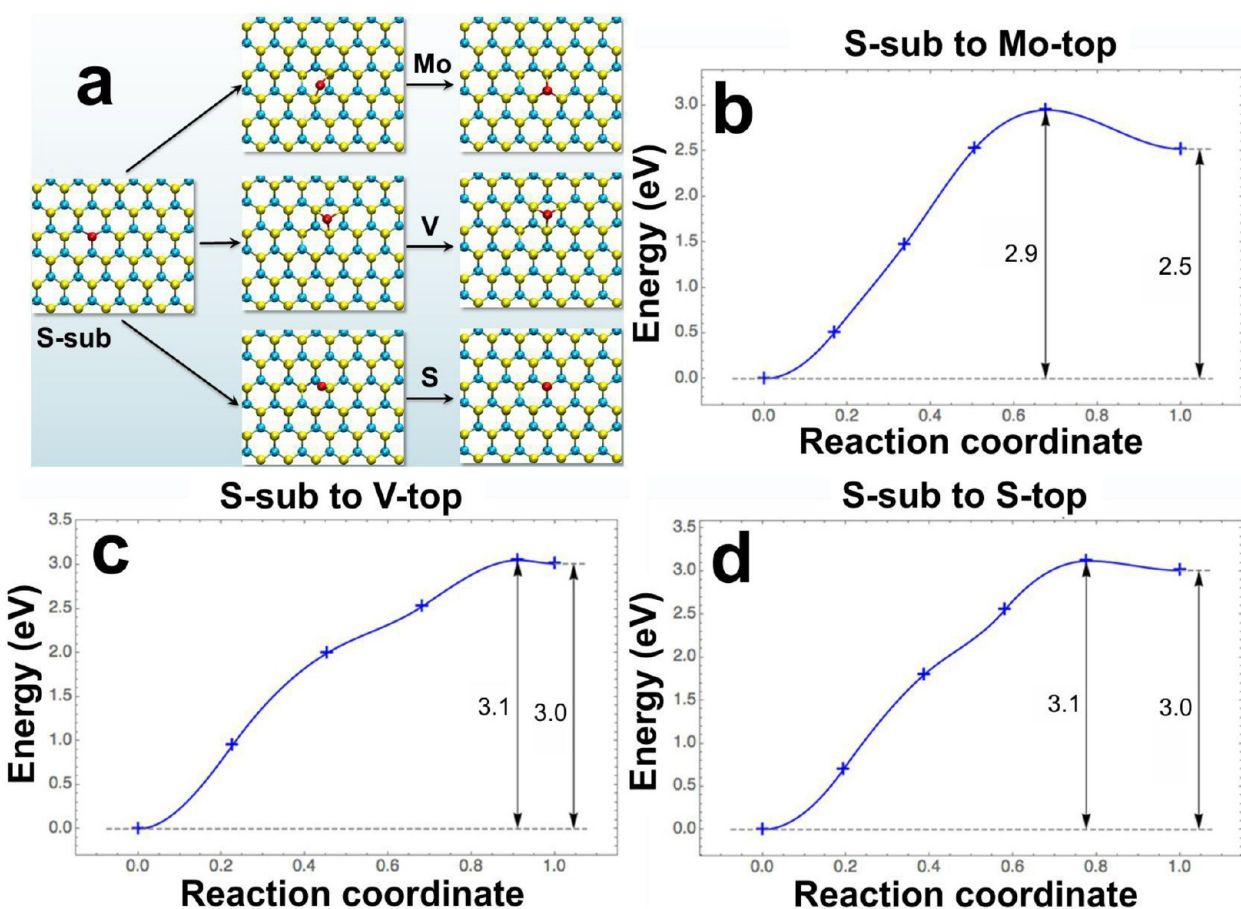 a
Mo
V
S
S-sub
S-sub to Mo-top
b
Energy (eV)
3.0
2.5
2.0
1.5
1.0
0.5
0.0
2.9
2.5
0.0 0.2 0.4 0.6 0.8 1.0
Reaction coordinate
S-sub to V-top
c
Energy (eV)
3.5
3.0
2.5
2.0
1.5
1.0
0.5
0.0
3.1
3.0
0.0 0.2 0.4 0.6 0.8 1.0
Reaction coordinate
S-sub to S-top
d
Energy (eV)
3.5
3.0
2.5
2.0
1.5
1.0
0.5
0.0
3.1
3.0
0.0 0.2 0.4 0.6 0.8 1.0
Reaction coordinate